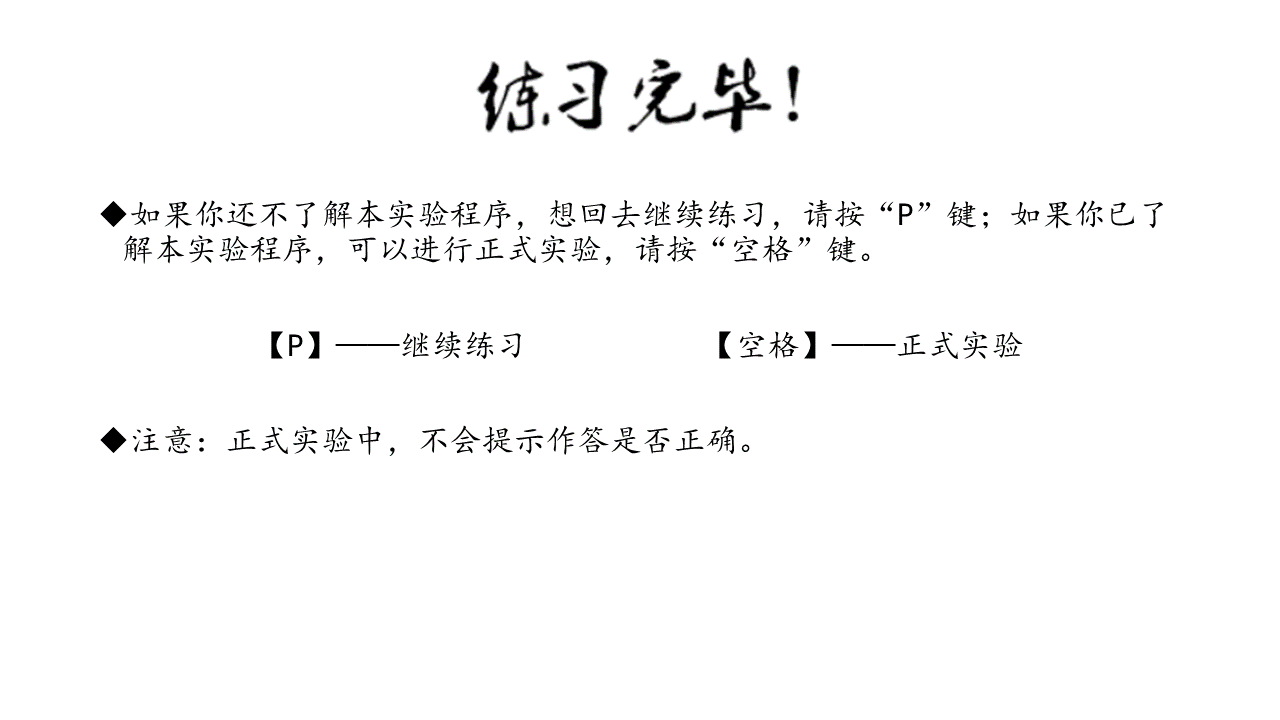 练习完毕！
◆如果你还不了解本实验程序，想回去继续练习，请按“P”键；如果你已了
解本实验程序，可以进行正式实验，请按“空格”键。
【P】——继续练习 【空格】——正式实验
◆注意：正式实验中，不会提示作答是否正确。